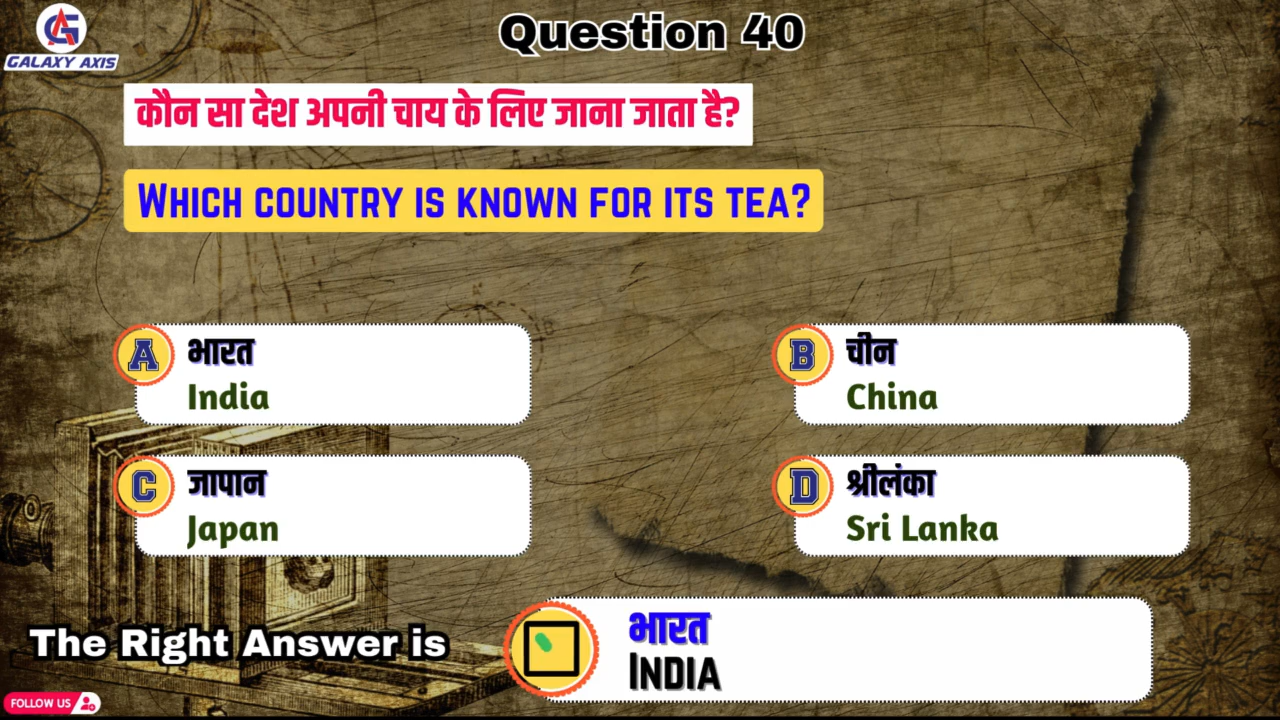 GALAXY AXIS
Question 40
कौन सा देश अपनी चाय के लिए जाना जाता है?
Which country is known for its tea?
A
भारत
India
B
चीन
China
C
जापान
Japan
D
श्रीलंका
Sri Lanka
The Right Answer is
भारत
India
FOLLOW US